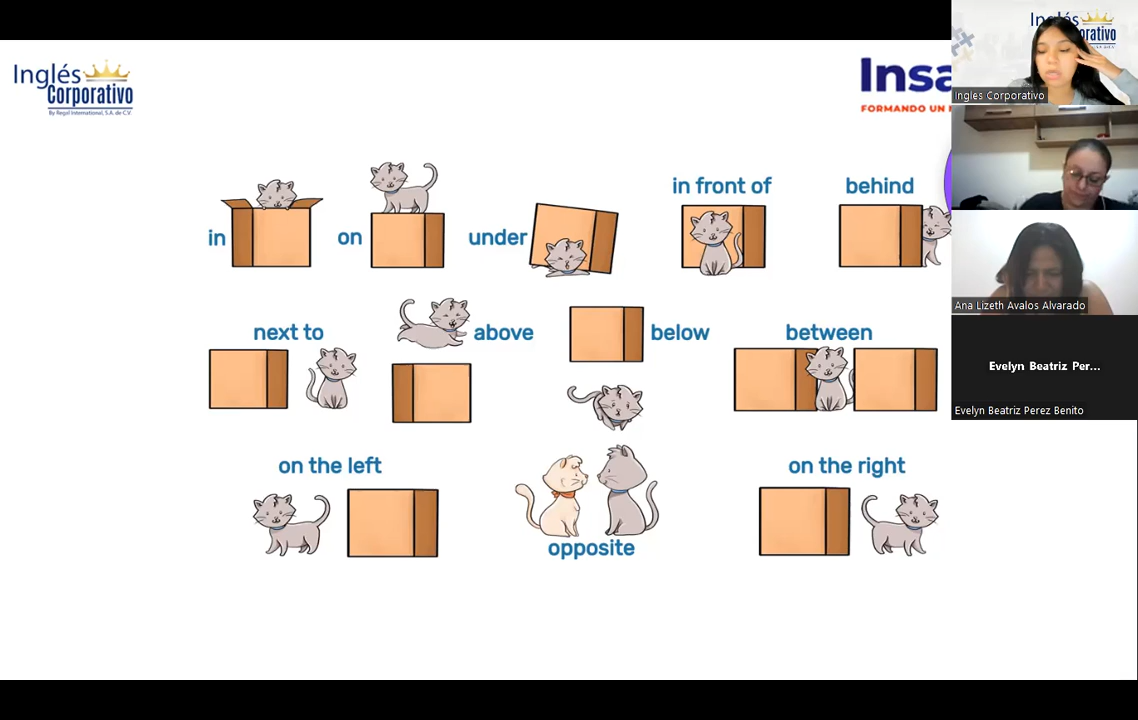 Inglés
Corporativo
By Regal International, S.A. de C.V.
Insa
FORMANDO UN
Inglés
orativo
Ingles Corporativo
in
on
under
in front of
behind
next to
above
below
between
on the left
opposite
on the right
Ana Lizeth Avalos Alvarado
Evelyn Beatriz Per...
Evelyn Beatriz Perez Benito